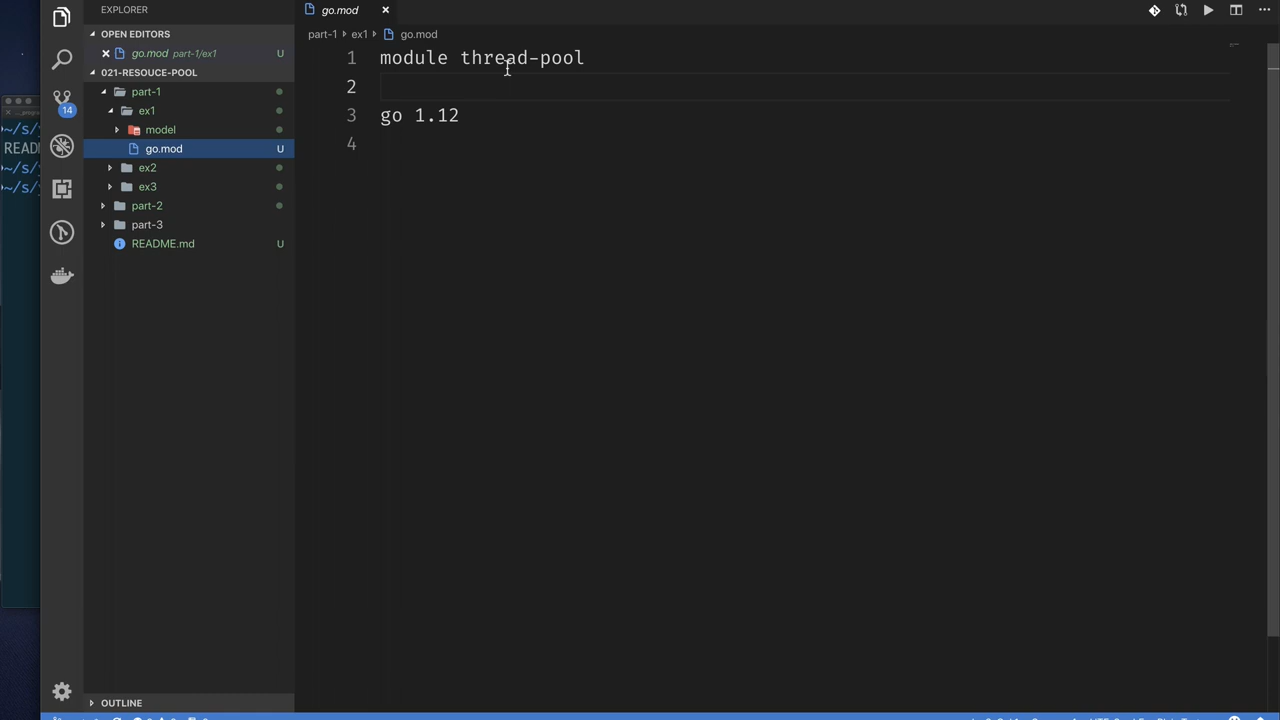 EXPLORER
OPEN EDITORS
go.mod part-1/ex1 U
021-RESOUCE-POOL
part-1
ex1
model
go.mod U
ex2
ex3
part-2
part-3
README.md U
OUTLINE
14
go.mod
part-1 ex1 go.mod
1 module thread-pool
2
3 go 1.12
4
~/s/
READ
~/s/
~/s/